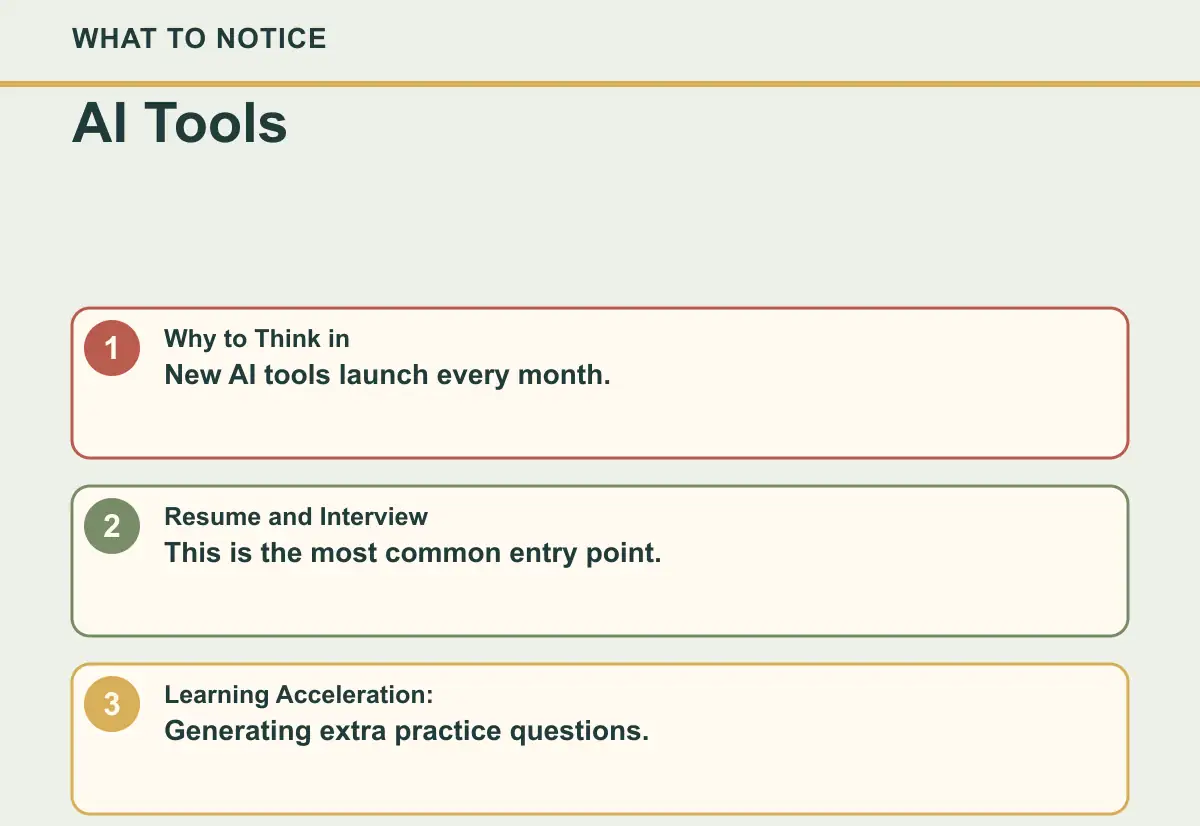 WHAT TO NOTICE
AI Tools
1
Why to Think in
New AI tools launch every month.
2
Resume and Interview
This is the most common entry point.
3
Learning Acceleration:
Generating extra practice questions.